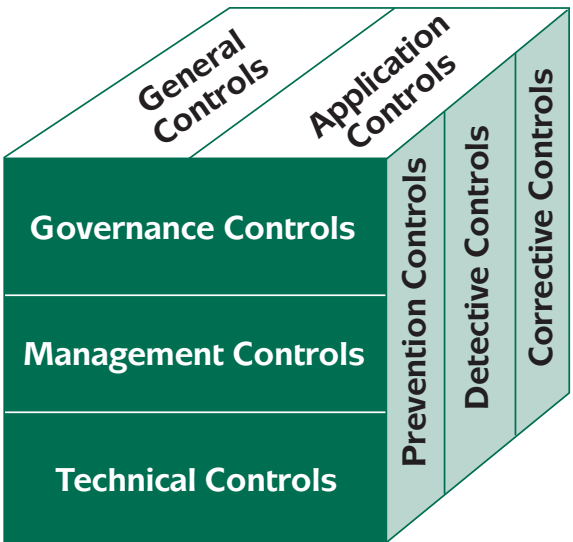 General
Controls
Application
Controls
Governance Controls
Management Controls
Technical Controls
Prevention Controls
Detective Controls
Corrective Controls